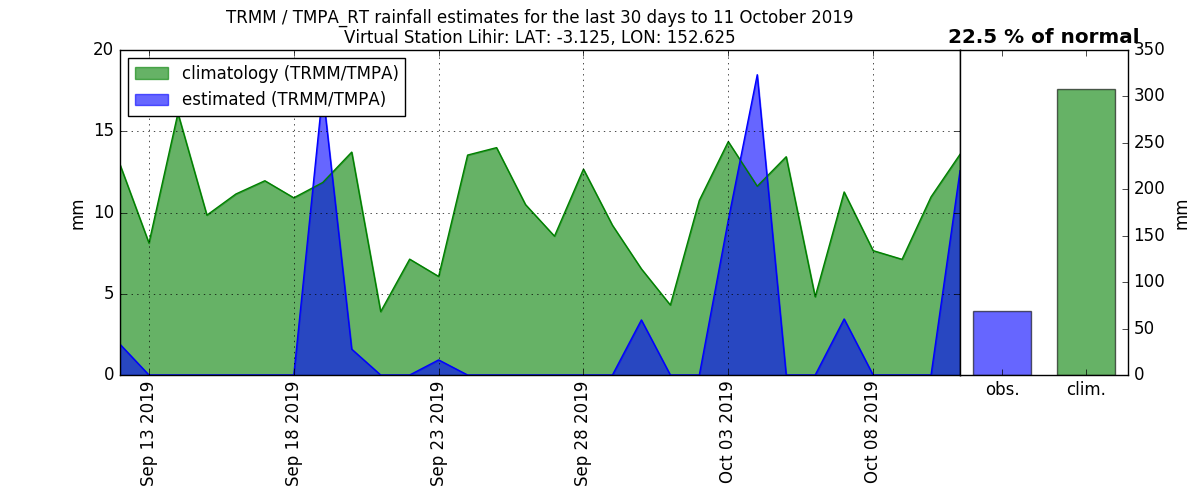 TRMM / TMPA_RT rainfall estimates for the last 30 days to 11 October 2019
Virtual Station Lihir: LAT: -3.125, LON: 152.625
22.5 % of normal
climatology (TRMM/TMPA)
estimated (TRMM/TMPA)
20
15
10
5
0
mm
Sep 13 2019
Sep 18 2019
Sep 23 2019
Sep 28 2019
Oct 03 2019
Oct 08 2019
350
300
250
200
150
100
50
0
mm
obs.
clim.